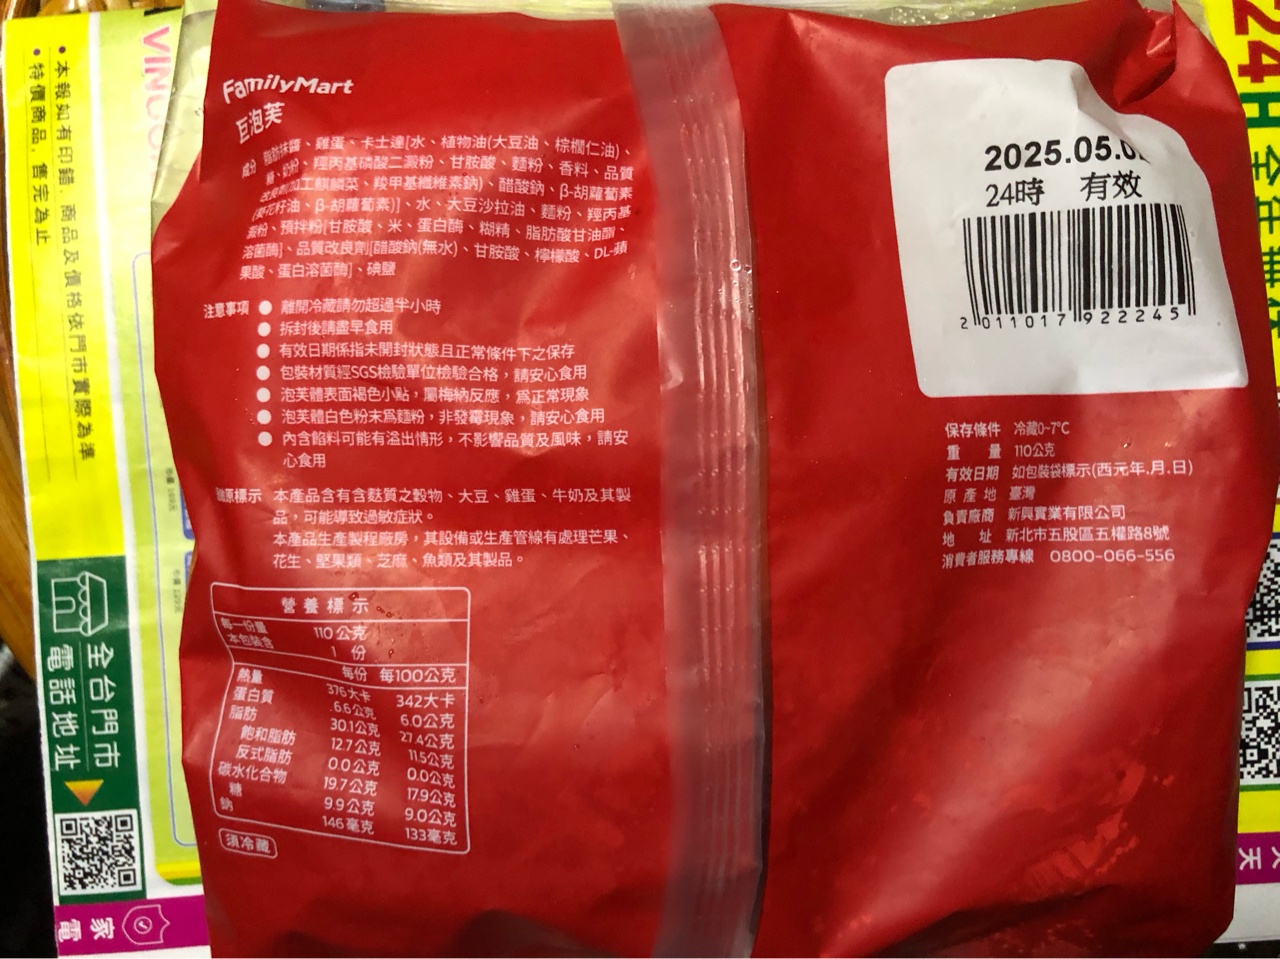 FamilyMart
巨泡芙
成分 脂肪抹醬、雞蛋、卡士達[水、植物油(大豆油、棕櫚仁油)、
糖、奶粉、羥丙基磷酸二澱粉、甘胺酸、麵粉、香料、品質
改良劑(加工麒麟菜、羧甲基纖維素鈉)、醋酸鈉、β-胡蘿蔔素
(葵花籽油、β-胡蘿蔔素)]、水、大豆沙拉油、麵粉、羥丙基
澱粉、預拌粉[甘胺酸、米、蛋白酶、糊精、脂肪酸甘油酯、
溶菌酶]、品質改良劑[醋酸鈉(無水)、甘胺酸、檸檬酸、DL-蘋
果酸、蛋白溶菌酶]、碘鹽
注意事項 ● 離開冷藏請勿超過半小時
● 拆封後請盡早食用
● 有效日期係指未開封狀態且正常條件下之保存
● 包裝材質經SGS檢驗單位檢驗合格，請安心食用
● 泡芙體表面褐色小點，屬梅納反應，為正常現象
● 泡芙體白色粉末為麵粉，非發霉現象，請安心食用
● 內含餡料可能有溢出情形，不影響品質及風味，請安
心食用
原標示 本產品含有含麩質之穀物、大豆、雞蛋、牛奶及其製
品，可能導致過敏症狀。
本產品生產製程廠房，其設備或生產管線有處理芒果、
花生、堅果類、芝麻、魚類及其製品。
營養標示
每一份量 110公克
本包裝含 1 份
每份 每100公克
熱量 376大卡 342大卡
蛋白質 6.6公克 6.0公克
脂肪 30.1公克 27.4公克
飽和脂肪 12.7公克 11.5公克
反式脂肪 0.0公克 0.0公克
碳水化合物 19.7公克 17.9公克
糖 9.9公克 9.0公克
鈉 146毫克 133毫克
須冷藏
2025.05.0
24時 有效
2 011017 922245
保存條件 冷藏0~7°C
重 量 110公克
有效日期 如包裝袋標示(西元年.月.日)
原產地 臺灣
負責廠商 新興實業有限公司
地 址 新北市五股區五權路8號
消費者服務專線 0800-066-556
•本報如有印錯，商品及價格依門市實際為準
•特價商品，售完為止
全台門市
電話地址
家電
24H